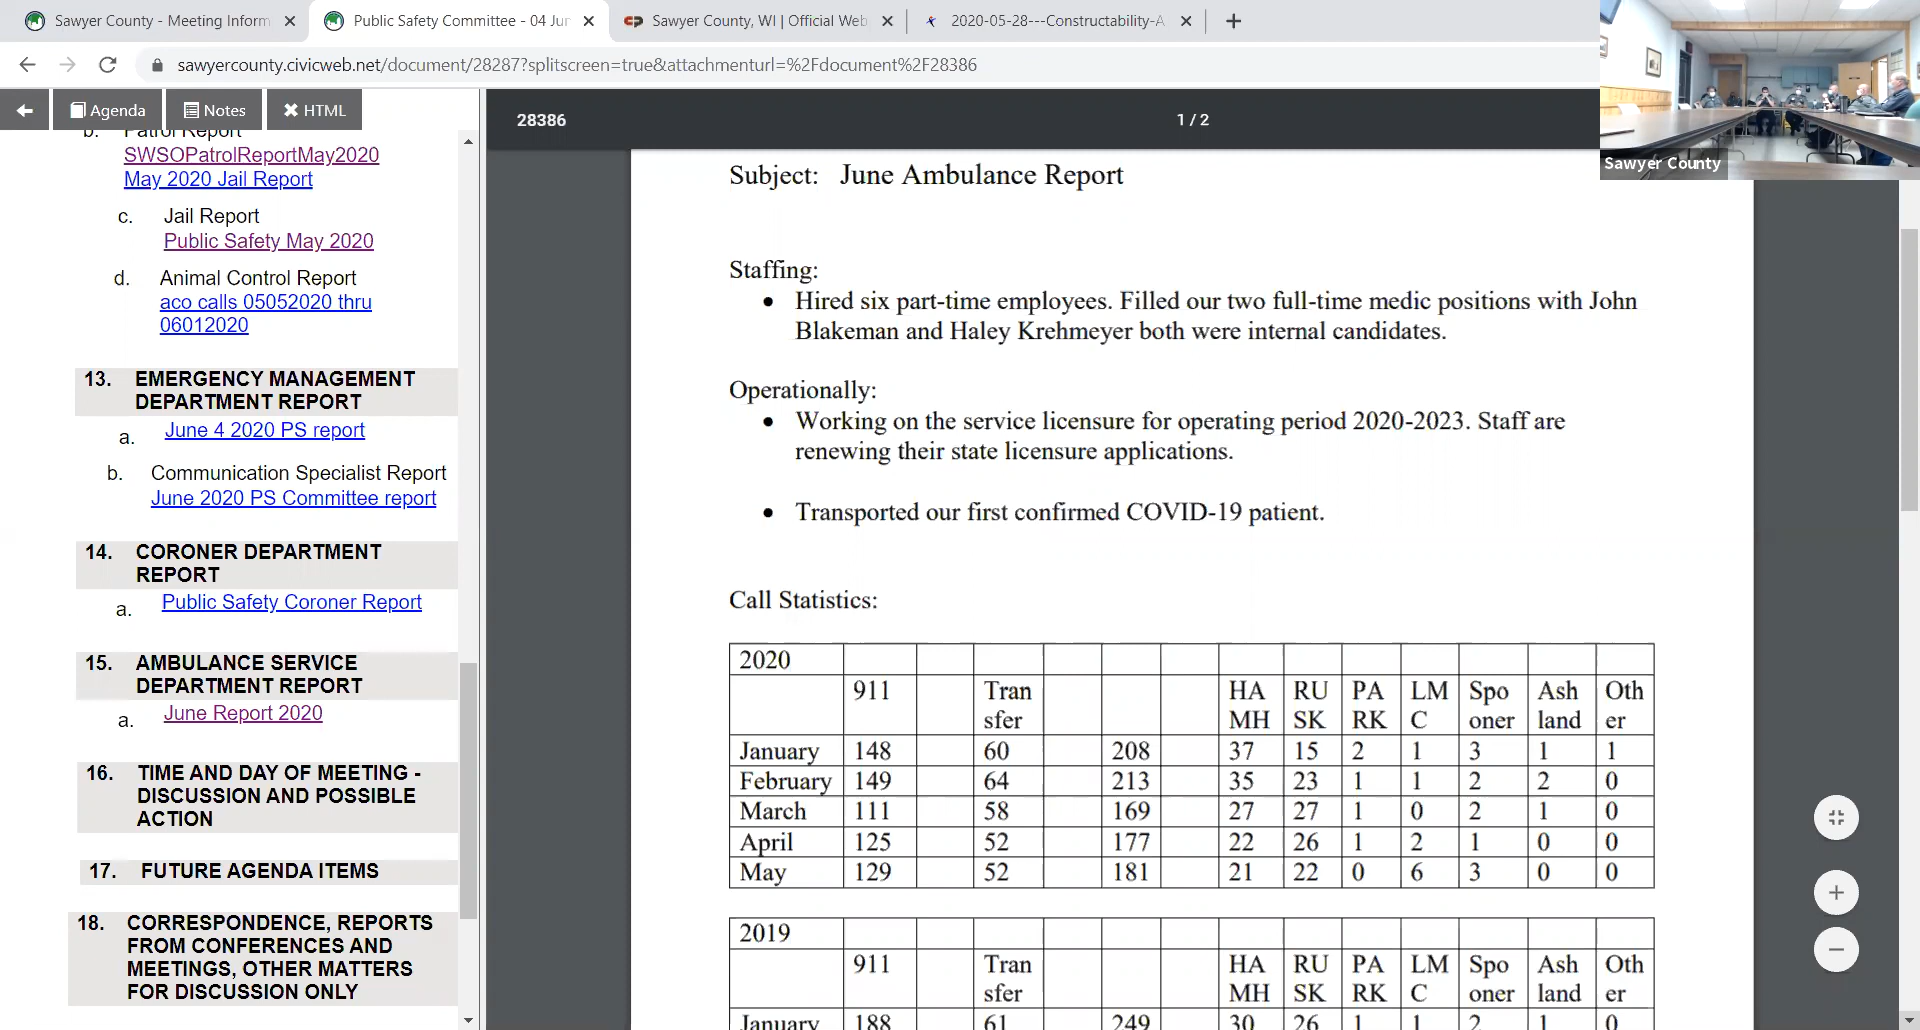 Sawyer County - Meeting Inform
Public Safety Committee - 04 Jun
Sawyer County, WI | Official Web
2020-05-28---Constructability-A
sawyercounty.civicweb.net/document/28287?splitscreen=true&attachmenturl=%2Fdocument%2F28386
Agenda
Notes
HTML
28386
1 / 2
Sawyer County
b. Patrol Report
SWSOPatrolReportMay2020
May 2020 Jail Report
c. Jail Report
Public Safety May 2020
d. Animal Control Report
aco calls 05052020 thru
06012020
13. EMERGENCY MANAGEMENT
DEPARTMENT REPORT
a. June 4 2020 PS report
b. Communication Specialist Report
June 2020 PS Committee report
14. CORONER DEPARTMENT
REPORT
a. Public Safety Coroner Report
15. AMBULANCE SERVICE
DEPARTMENT REPORT
a. June Report 2020
16. TIME AND DAY OF MEETING -
DISCUSSION AND POSSIBLE
ACTION
17. FUTURE AGENDA ITEMS
18. CORRESPONDENCE, REPORTS
FROM CONFERENCES AND
MEETINGS, OTHER MATTERS
FOR DISCUSSION ONLY
Subject: June Ambulance Report
Staffing:
• Hired six part-time employees. Filled our two full-time medic positions with John
Blakeman and Haley Krehmeyer both were internal candidates.
Operationally:
• Working on the service licensure for operating period 2020-2023. Staff are
renewing their state licensure applications.
• Transported our first confirmed COVID-19 patient.
Call Statistics:
2020
911 Tran HA RU PA LM Spo Ash Oth
sfer MH SK RK C oner land er
January 148 60 208 37 15 2 1 3 1 1
February 149 64 213 35 23 1 1 2 2 0
March 111 58 169 27 27 1 0 2 1 0
April 125 52 177 22 26 1 2 1 0 0
May 129 52 181 21 22 0 6 3 0 0
2019
911 Tran HA RU PA LM Spo Ash Oth
sfer MH SK RK C oner land er
January 188 61 249 30 26 1 1 2 1 0